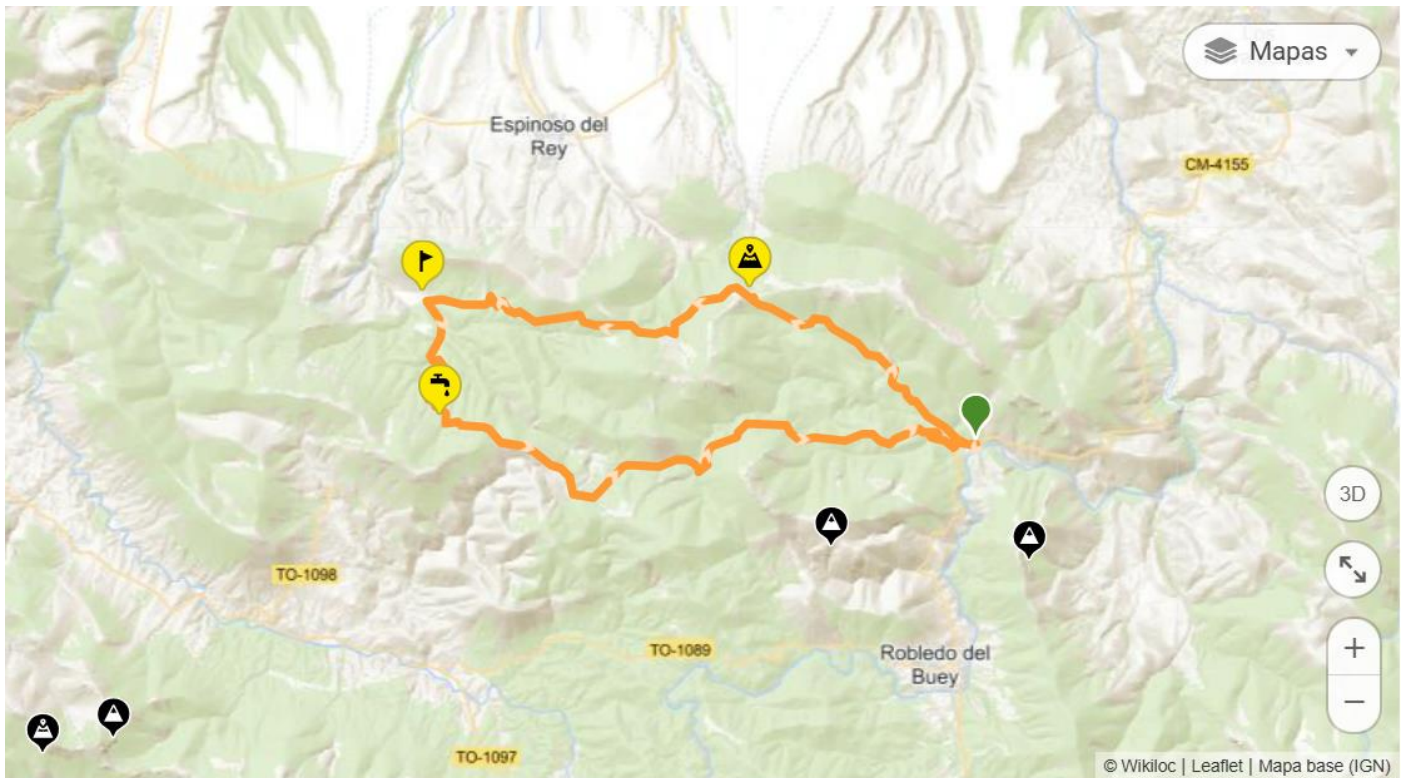 Mapas
Espinoso del
Rey
CM-4155
3D
TO-1098
TO-1089
Robledo del
Buey
+
−
TO-1097
© Wikiloc | Leaflet | Mapa base (IGN)